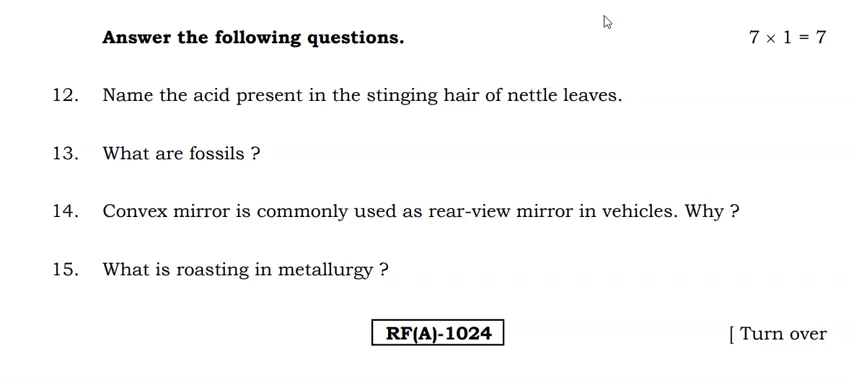 Answer the following questions. 7 × 1 = 7
12. Name the acid present in the stinging hair of nettle leaves.
13. What are fossils ?
14. Convex mirror is commonly used as rear-view mirror in vehicles. Why ?
15. What is roasting in metallurgy ?
RF(A)-1024 [ Turn over